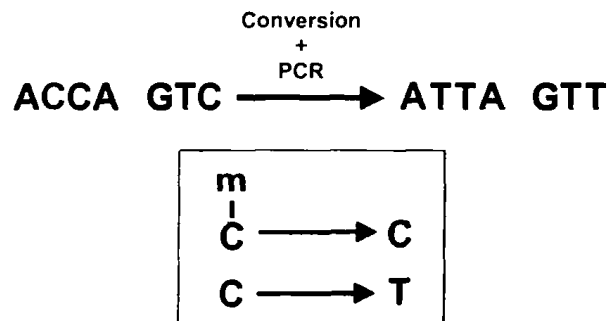 Conversion
+
PCR
ACCA GTC ATTA GTT
m
C C
C T